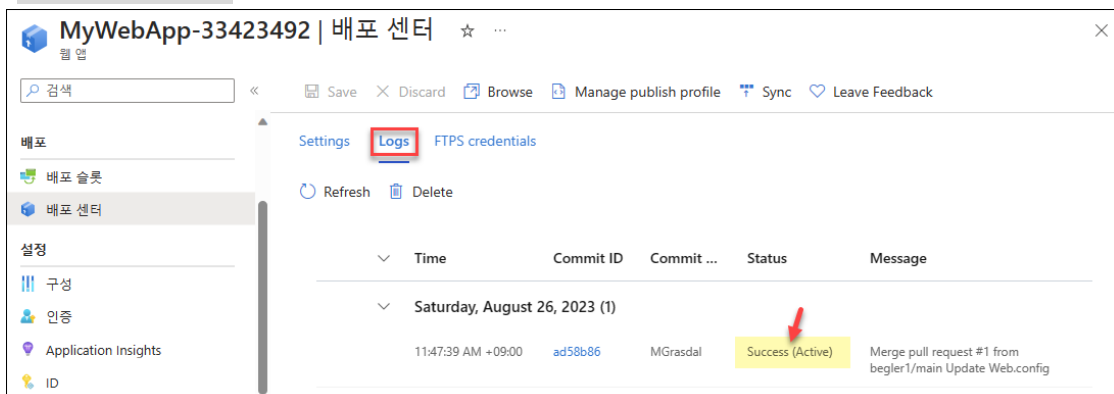 MyWebApp-33423492 | 배포 센터
웹 앱
검색
Save Discard Browse Manage publish profile Sync Leave Feedback
배포
배포 슬롯
배포 센터
설정
구성
인증
Application Insights
ID
Settings Logs FTPS credentials
Refresh Delete
Time Commit ID Commit ... Status Message
Saturday, August 26, 2023 (1)
11:47:39 AM +09:00 ad58b86 MGrasdal Success (Active) Merge pull request #1 from
begler1/main Update Web.config